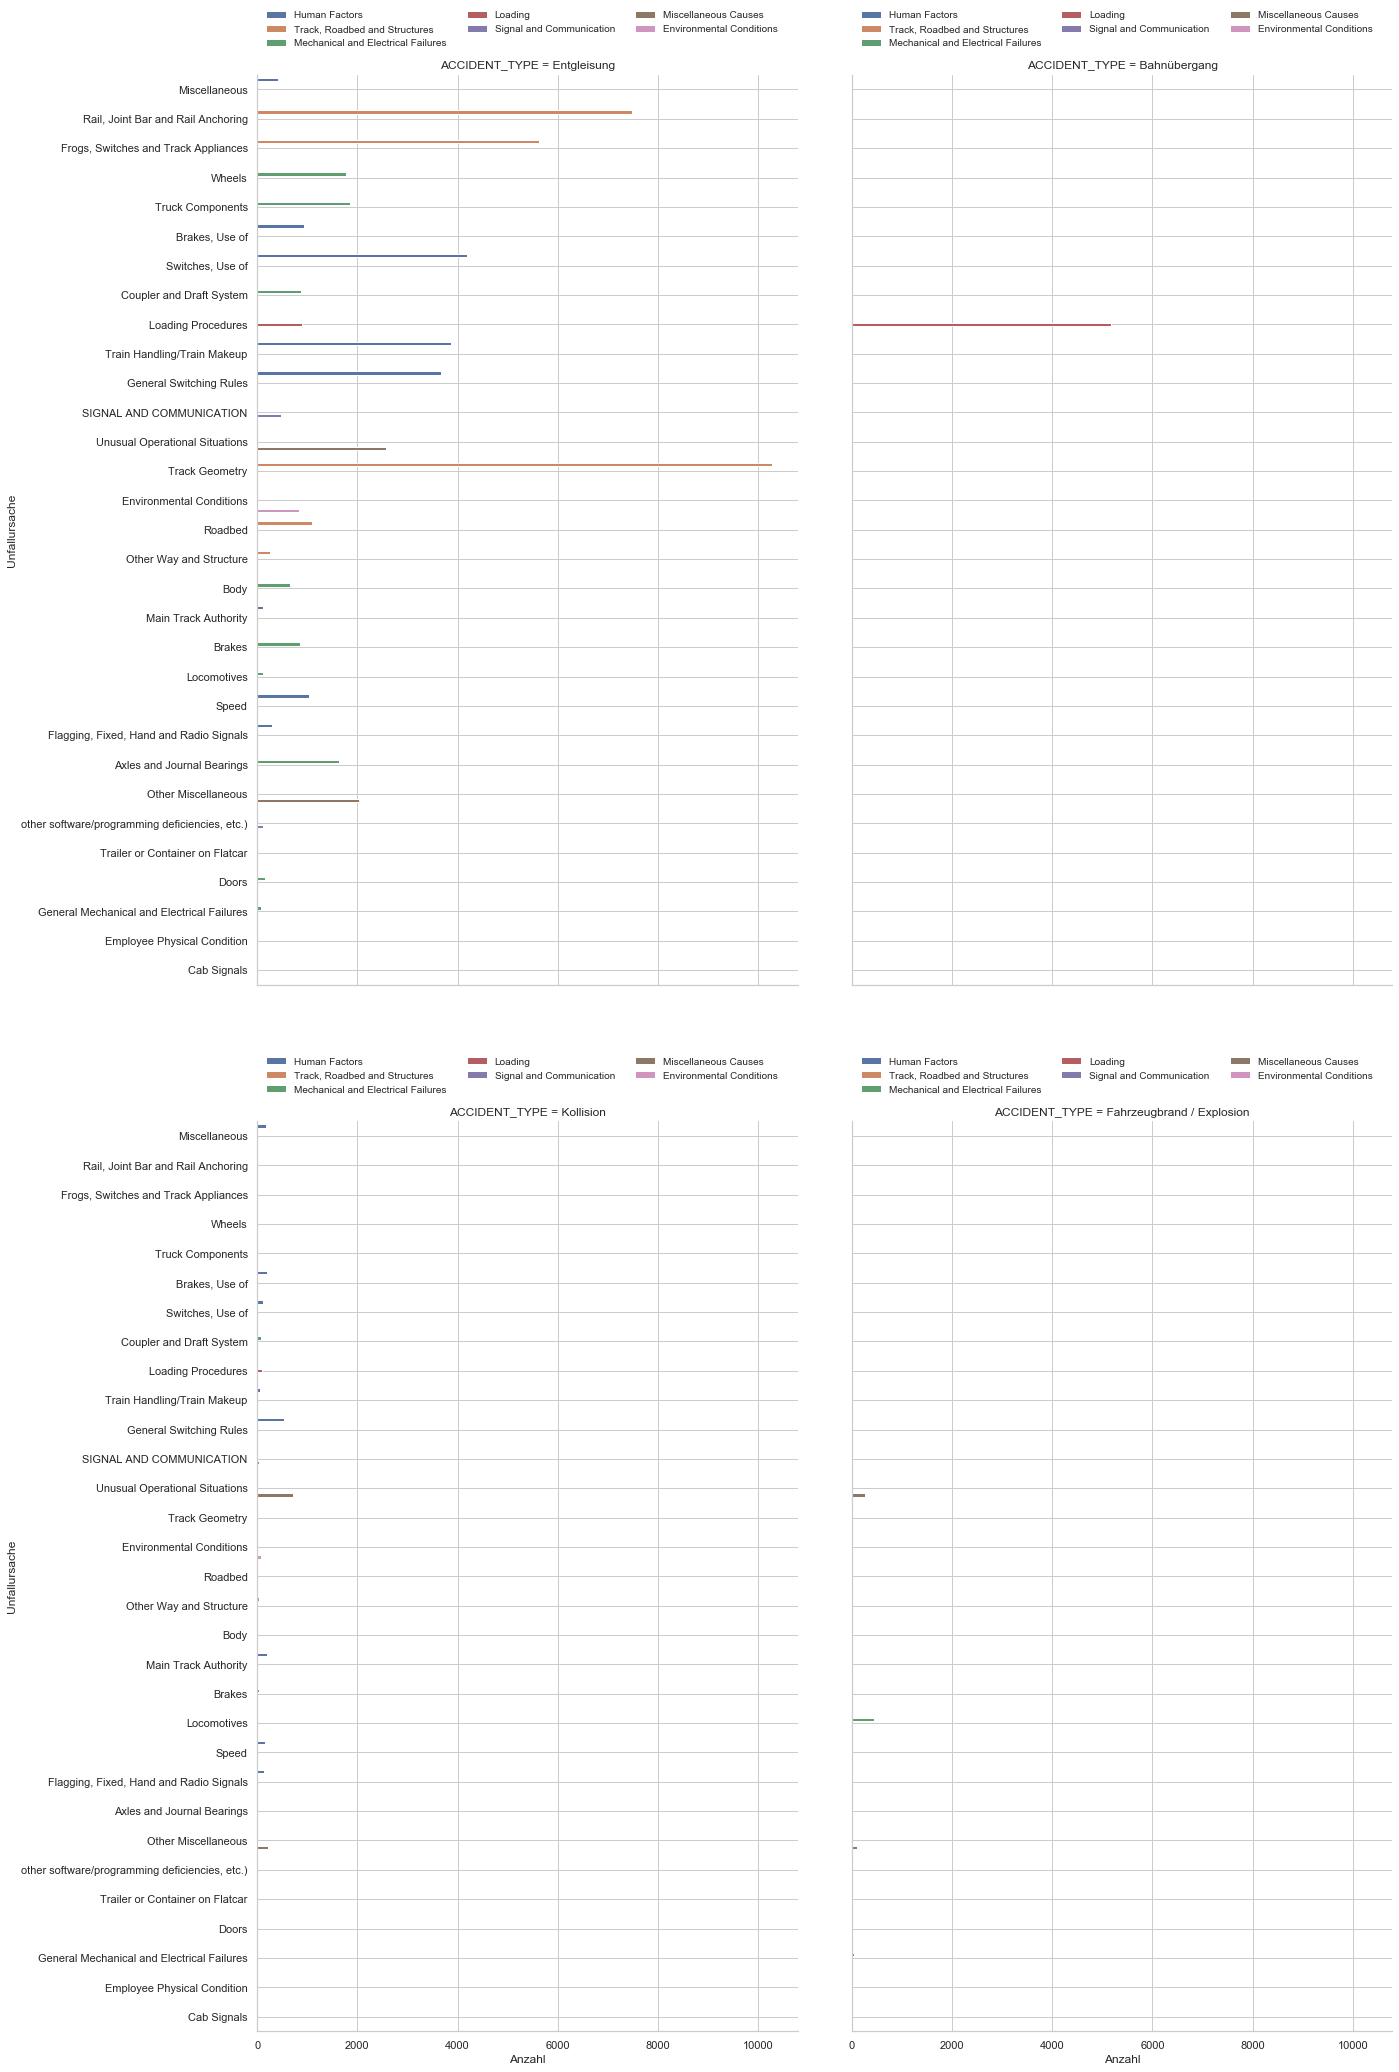 Human Factors
Track, Roadbed and Structures
Mechanical and Electrical Failures
Loading
Signal and Communication
Miscellaneous Causes
Environmental Conditions
Human Factors
Track, Roadbed and Structures
Mechanical and Electrical Failures
Loading
Signal and Communication
Miscellaneous Causes
Environmental Conditions
ACCIDENT_TYPE = Entgleisung
ACCIDENT_TYPE = Bahnübergang
Unfallursache
Miscellaneous
Rail, Joint Bar and Rail Anchoring
Frogs, Switches and Track Appliances
Wheels
Truck Components
Brakes, Use of
Switches, Use of
Coupler and Draft System
Loading Procedures
Train Handling/Train Makeup
General Switching Rules
SIGNAL AND COMMUNICATION
Unusual Operational Situations
Track Geometry
Environmental Conditions
Roadbed
Other Way and Structure
Body
Main Track Authority
Brakes
Locomotives
Speed
Flagging, Fixed, Hand and Radio Signals
Axles and Journal Bearings
Other Miscellaneous
other software/programming deficiencies, etc.)
Trailer or Container on Flatcar
Doors
General Mechanical and Electrical Failures
Employee Physical Condition
Cab Signals
Human Factors
Track, Roadbed and Structures
Mechanical and Electrical Failures
Loading
Signal and Communication
Miscellaneous Causes
Environmental Conditions
Human Factors
Track, Roadbed and Structures
Mechanical and Electrical Failures
Loading
Signal and Communication
Miscellaneous Causes
Environmental Conditions
ACCIDENT_TYPE = Kollision
ACCIDENT_TYPE = Fahrzeugbrand / Explosion
Unfallursache
Miscellaneous
Rail, Joint Bar and Rail Anchoring
Frogs, Switches and Track Appliances
Wheels
Truck Components
Brakes, Use of
Switches, Use of
Coupler and Draft System
Loading Procedures
Train Handling/Train Makeup
General Switching Rules
SIGNAL AND COMMUNICATION
Unusual Operational Situations
Track Geometry
Environmental Conditions
Roadbed
Other Way and Structure
Body
Main Track Authority
Brakes
Locomotives
Speed
Flagging, Fixed, Hand and Radio Signals
Axles and Journal Bearings
Other Miscellaneous
other software/programming deficiencies, etc.)
Trailer or Container on Flatcar
Doors
General Mechanical and Electrical Failures
Employee Physical Condition
Cab Signals
0 2000 4000 6000 8000 10000
Anzahl
0 2000 4000 6000 8000 10000
Anzahl